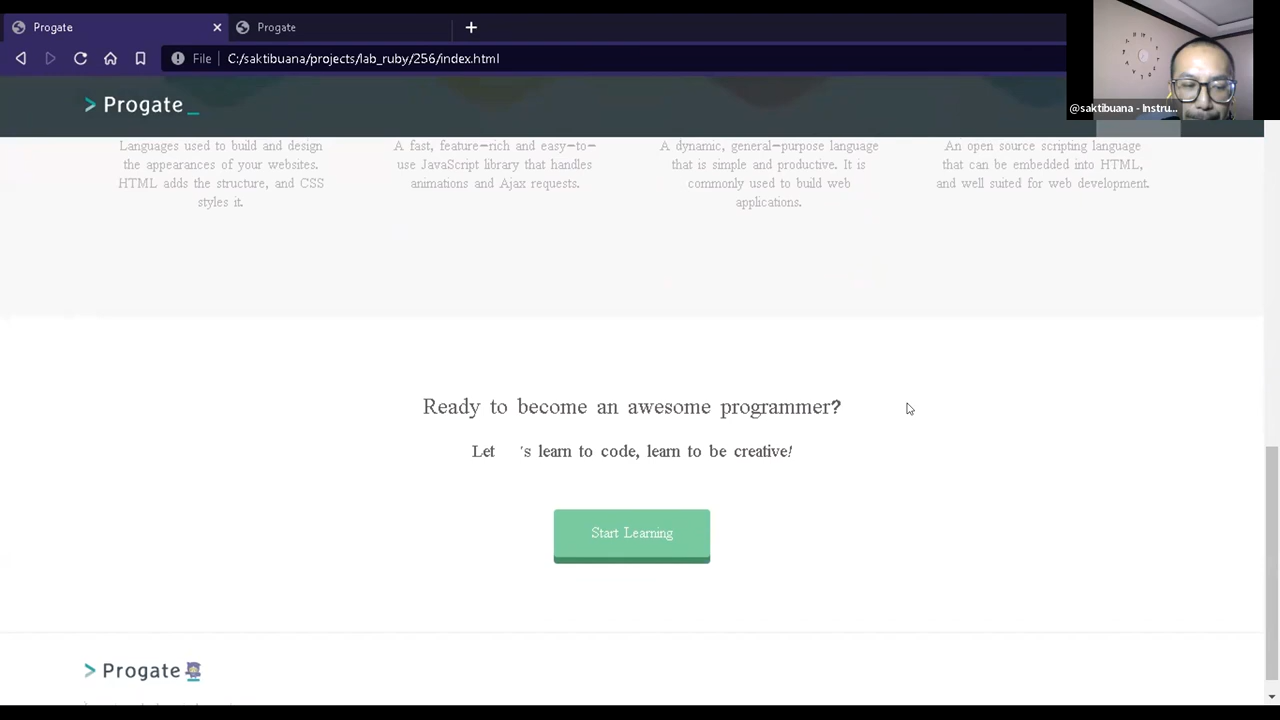 Progate
Progate
File C:/saktibuana/projects/lab_ruby/256/index.html
@saktibuana - Instru...
> Progate_
Languages used to build and design
the appearances of your websites.
HTML adds the structure, and CSS
styles it.
A fast, feature-rich and easy-to-
use JavaScript library that handles
animations and Ajax requests.
A dynamic, general-purpose language
that is simple and productive. It is
commonly used to build web
applications.
An open source scripting language
that can be embedded into HTML,
and well suited for web development.
Ready to become an awesome programmer?
Let 's learn to code, learn to be creative!
Start Learning
> Progate